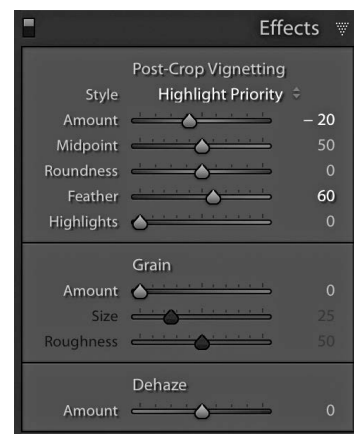 Effects
Post-Crop Vignetting
Style Highlight Priority
Amount – 20
Midpoint 50
Roundness 0
Feather 60
Highlights 0
Grain
Amount 0
Size 25
Roughness 50
Dehaze
Amount 0